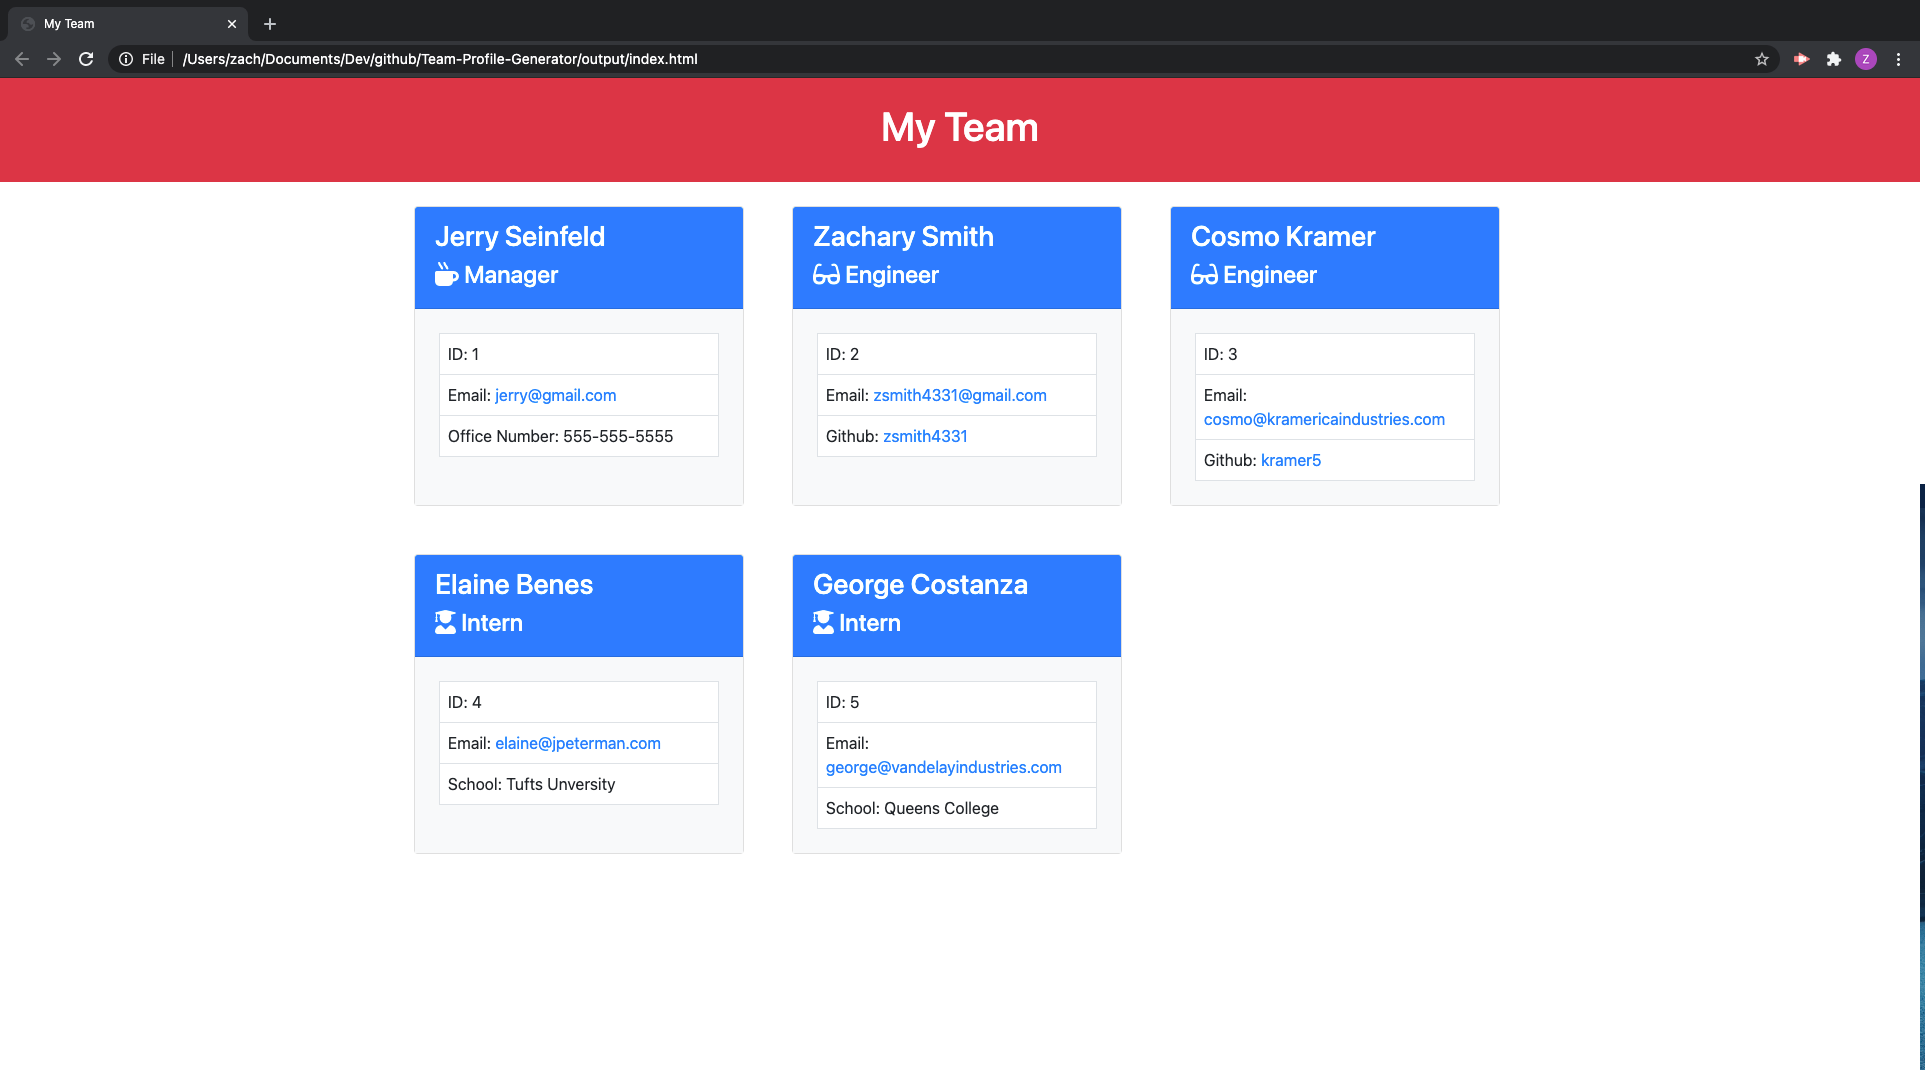 My Team
File /Users/zach/Documents/Dev/github/Team-Profile-Generator/output/index.html
Z
My Team
Jerry Seinfeld
Manager
ID: 1
Email: jerry@gmail.com
Office Number: 555-555-5555
Zachary Smith
Engineer
ID: 2
Email: zsmith4331@gmail.com
Github: zsmith4331
Cosmo Kramer
Engineer
ID: 3
Email:
cosmo@kramericaindustries.com
Github: kramer5
Elaine Benes
Intern
ID: 4
Email: elaine@jpeterman.com
School: Tufts Unversity
George Costanza
Intern
ID: 5
Email:
george@vandelayindustries.com
School: Queens College